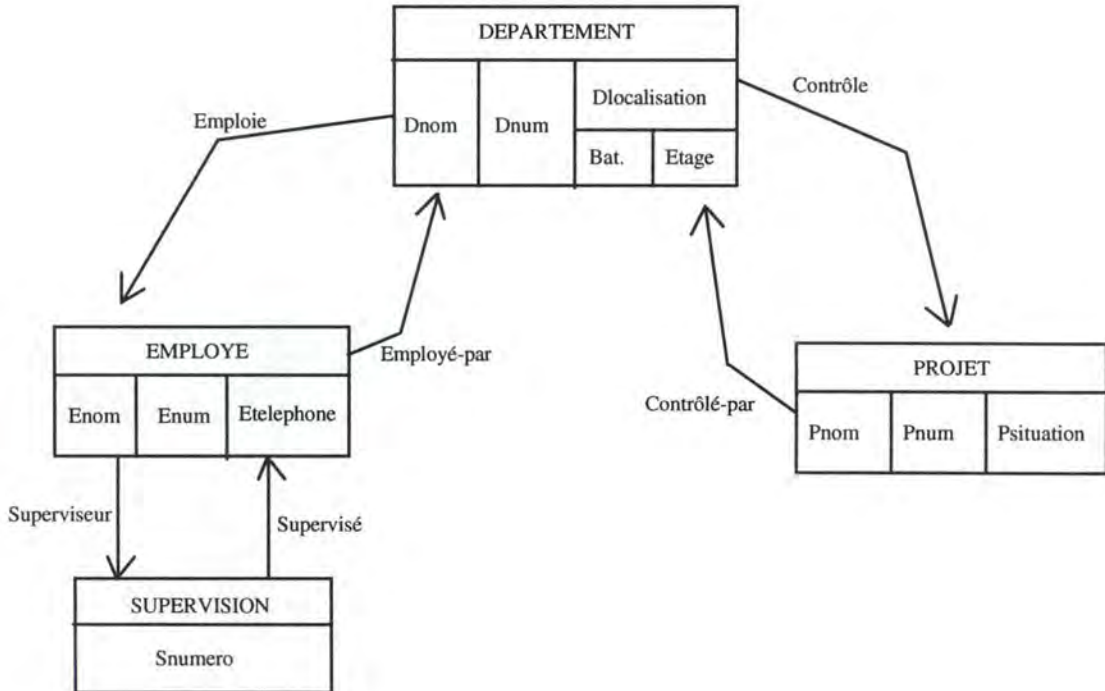 DEPARTEMENT
Dnom
Dnum
Dlocalisation
Bat.
Etage
Emploie
Contrôle
Employé-par
Contrôlé-par
EMPLOYE
Enom
Enum
Etelephone
PROJET
Pnom
Pnum
Psituation
Superviseur
Supervisé
SUPERVISION
Snumero